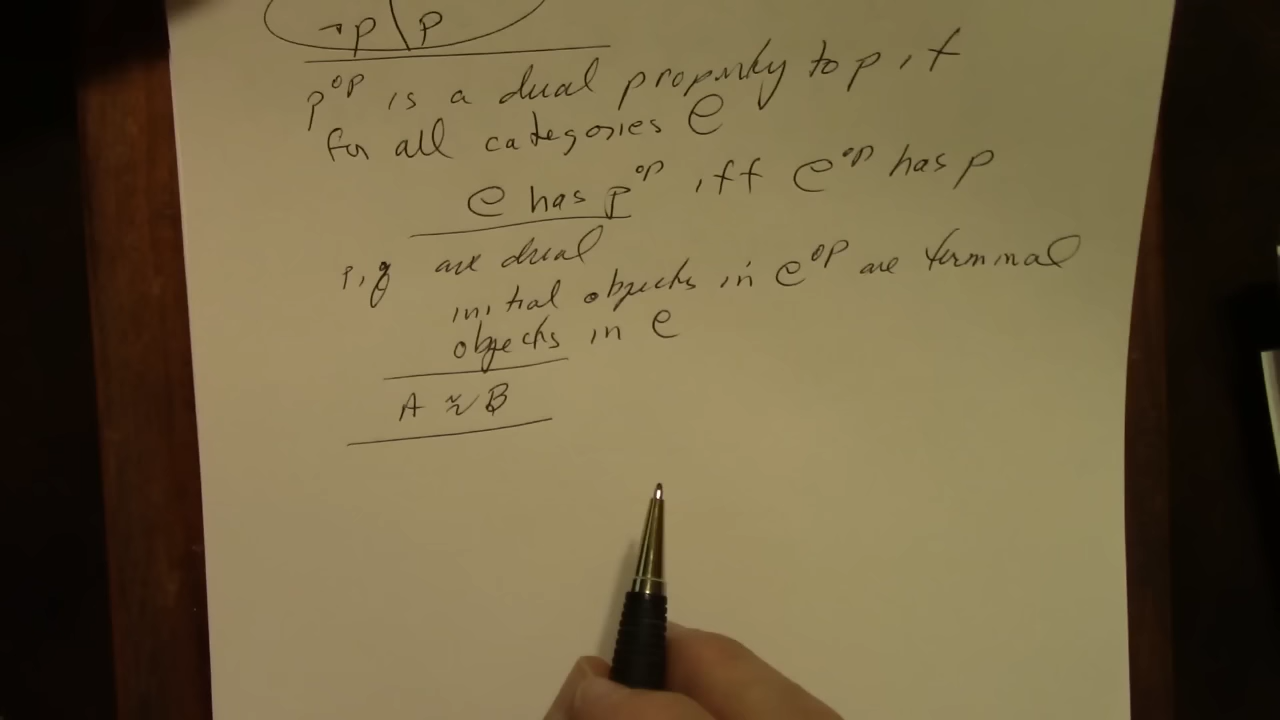 ¬p \ p
p^op is a dual property to p if
for all categories C
C has p^op iff C^op has p
p, q are dual
initial objects in C^op are terminal
objects in C
A ≈ B